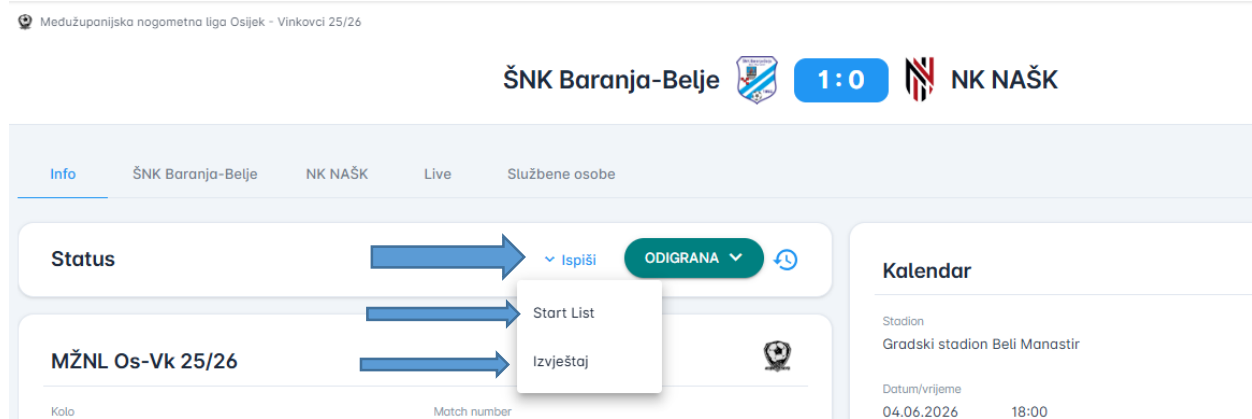 Medužupanijska nogometna liga Osijek - Vinkovci 25/26
ŠNK Baranja-Belje 1:0 NK NAŠK
Info ŠNK Baranja-Belje NK NAŠK Live Službene osobe
Status Ispiši ODIGRANA
Start List
Izvještaj
MŽNL Os-Vk 25/26
Kolo Match number
Kalendar
Stadion
Gradski stadion Beli Manastir
Datum/vrijeme
04.06.2026 18:00